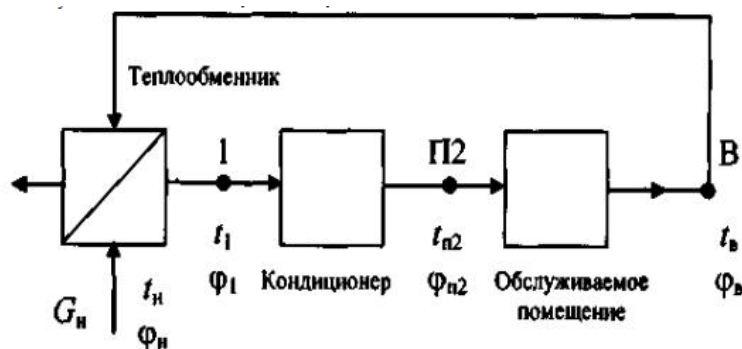 Теплообменник
1
П2
В
t₁
tп2
tв
Gн
tн
φн
φ₁
Кондиционер
φп2
Обслуживаемое
помещение
φв